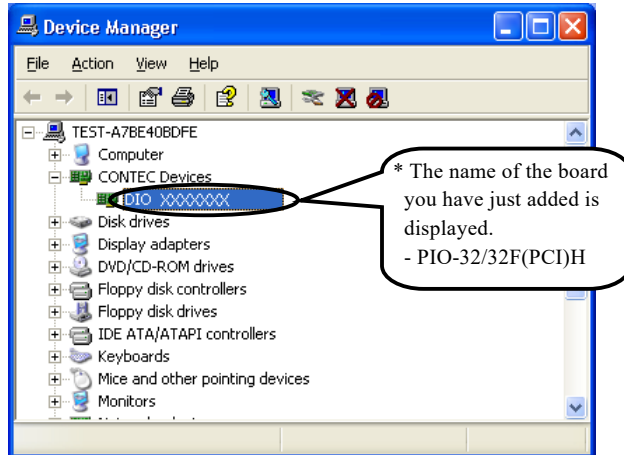 Device Manager
File Action View Help
TEST-A7BE40BDFE
Computer
CONTEC Devices
DIO XXXXXXXX
Disk drives
Display adapters
DVD/CD-ROM drives
Floppy disk controllers
Floppy disk drives
IDE ATA/ATAPI controllers
Keyboards
Mice and other pointing devices
Monitors
* The name of the board
you have just added is
displayed.
- PIO-32/32F(PCI)H